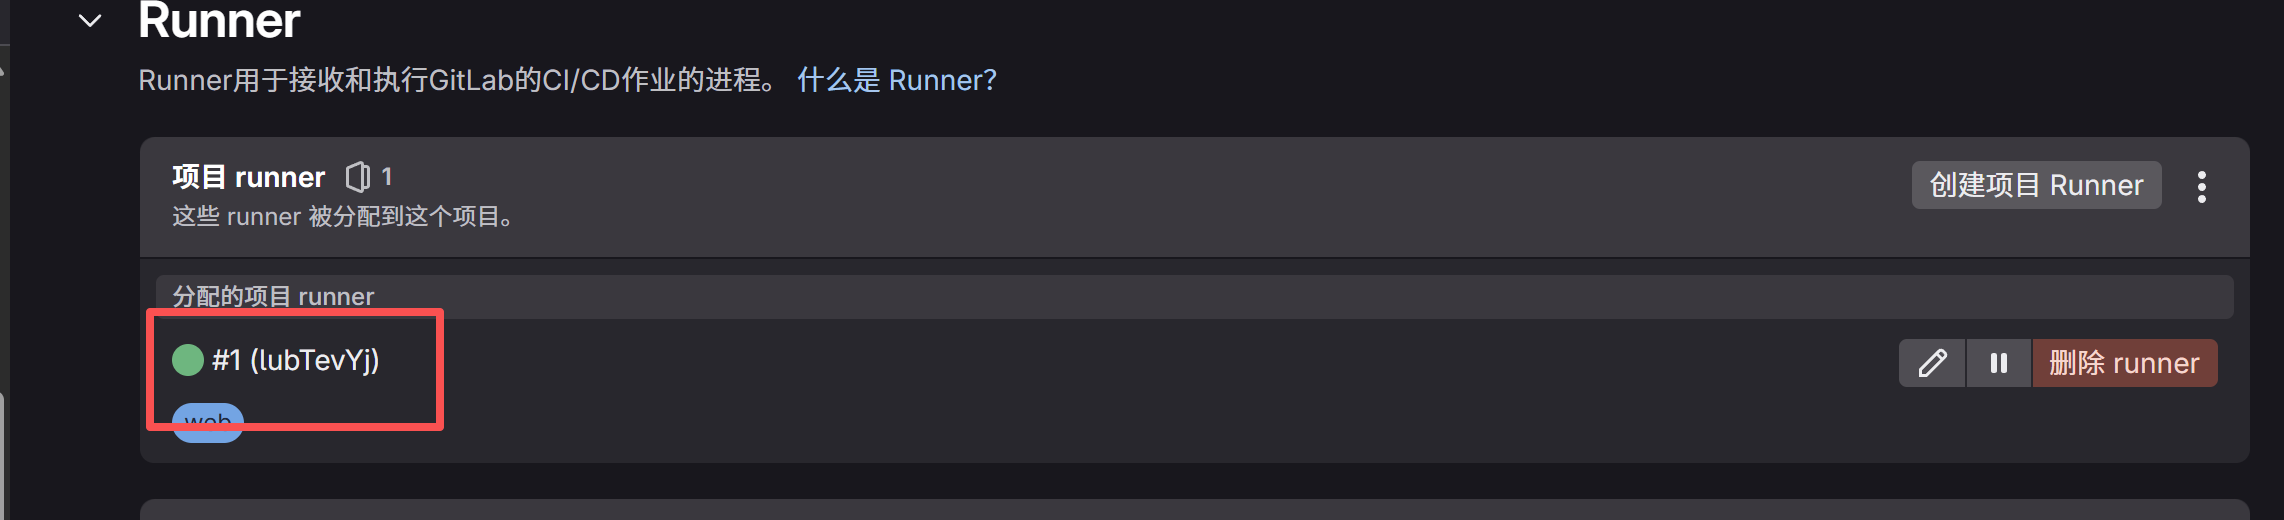 Runner
Runner用于接收和执行GitLab的CI/CD作业的进程。 什么是 Runner?
项目 runner 1
创建项目 Runner
这些 runner 被分配到这个项目。
分配的项目 runner
#1 (lubTevYj)
删除 runner
web